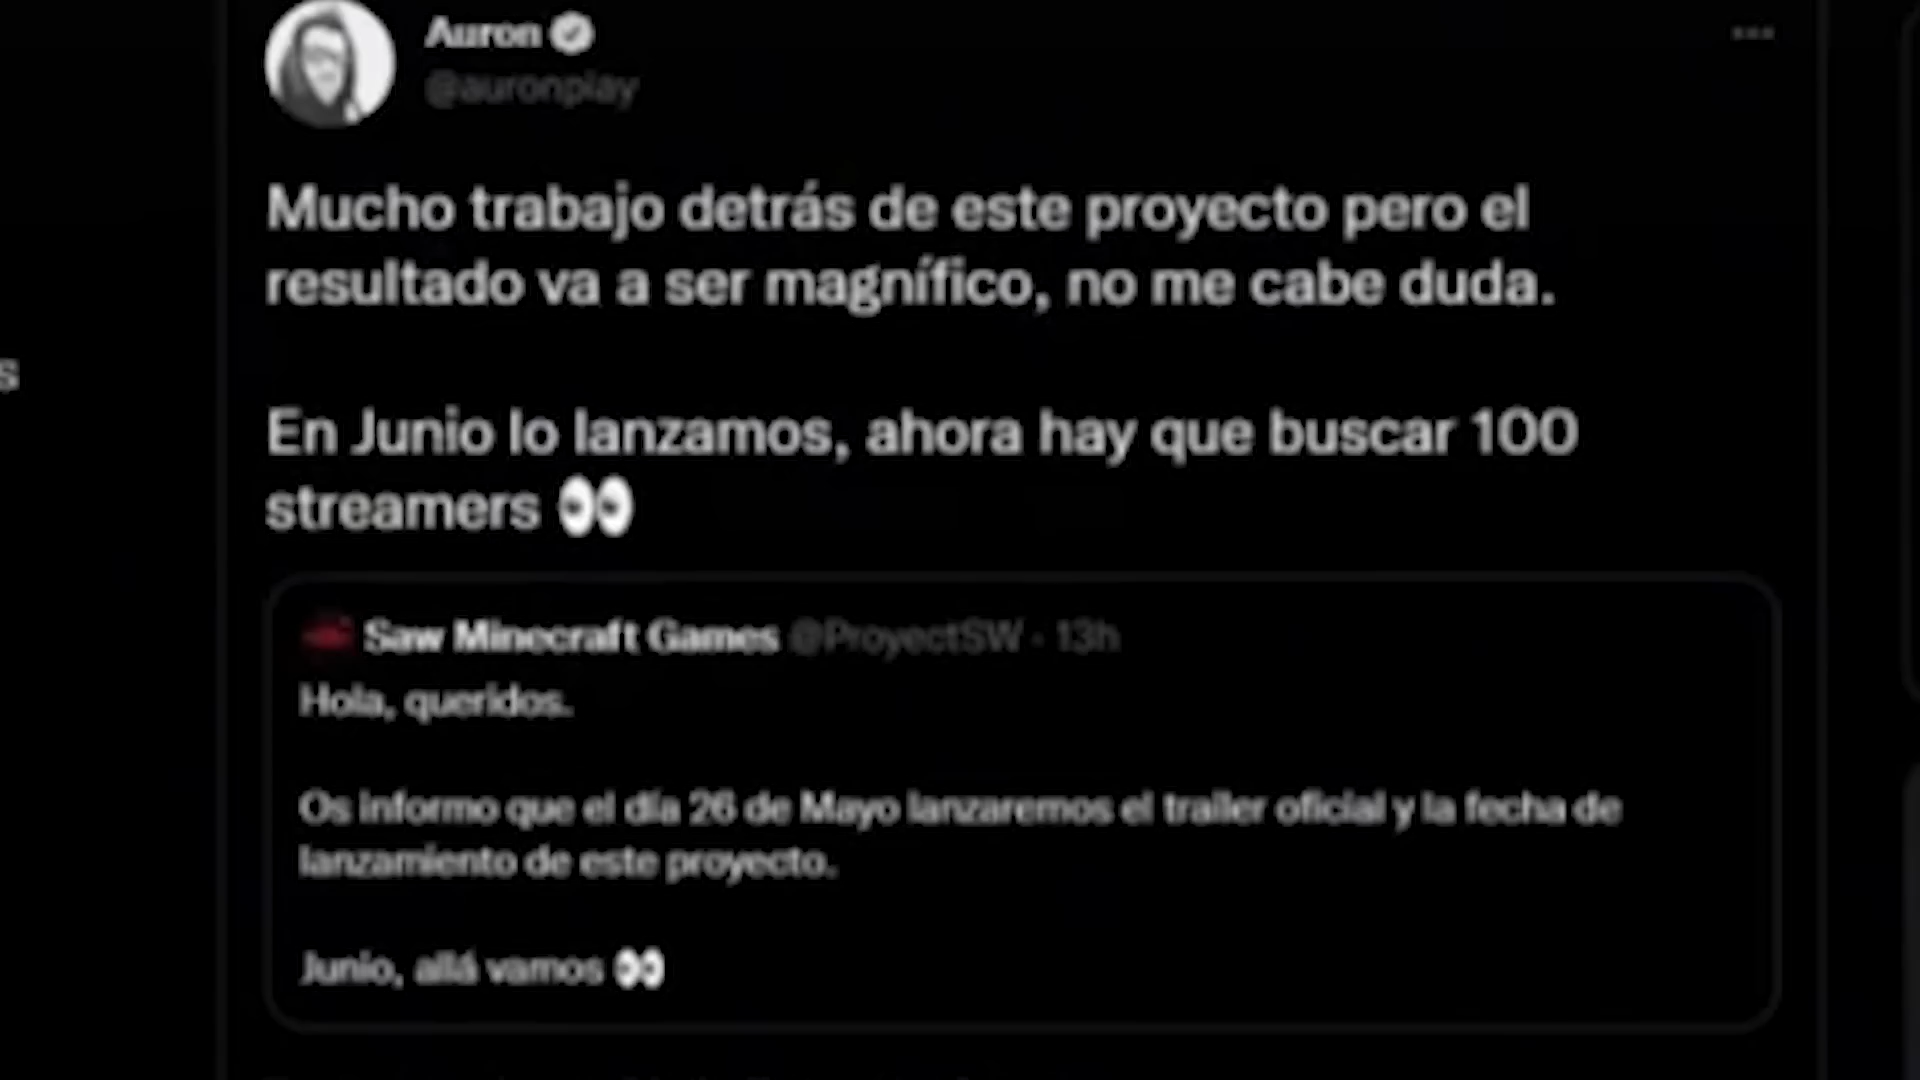 Auron
@auronplay
Mucho trabajo detrás de este proyecto pero el
resultado va a ser magnífico, no me cabe duda.
s
En Junio lo lanzamos, ahora hay que buscar 100
streamers 👀
Saw Minecraft Games @ProyectSW · 13h
Hola, queridos.
Os informo que el día 26 de Mayo lanzaremos el trailer oficial y la fecha de
lanzamiento de este proyecto.
Junio, allá vamos 👀